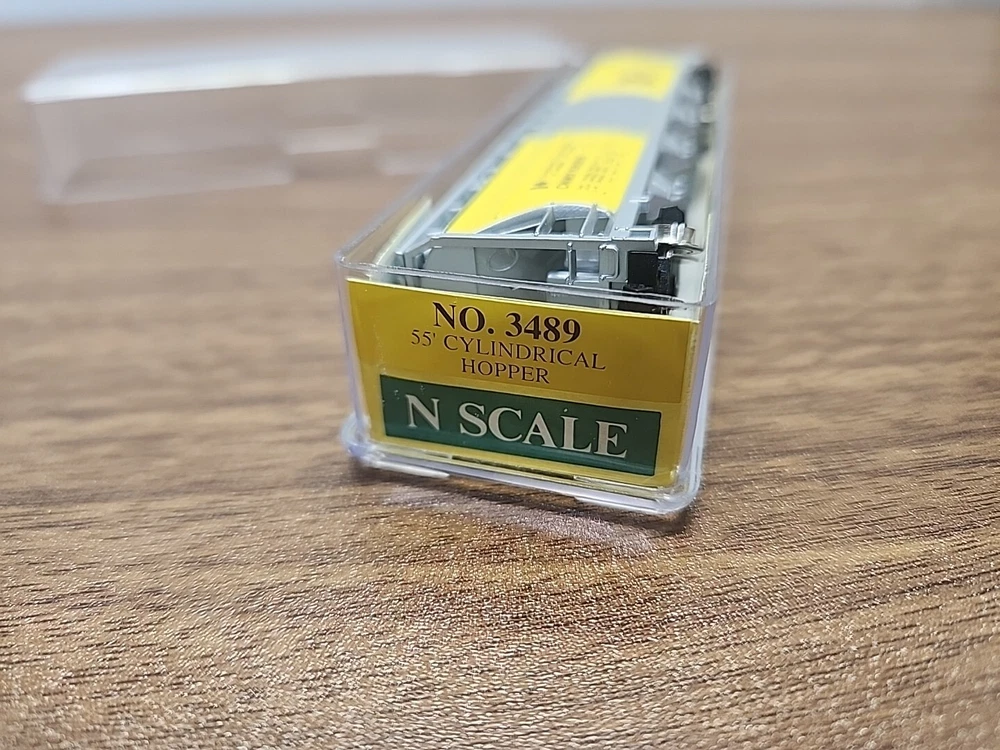 NO. 3489
55' CYLINDRICAL
HOPPER
N SCALE